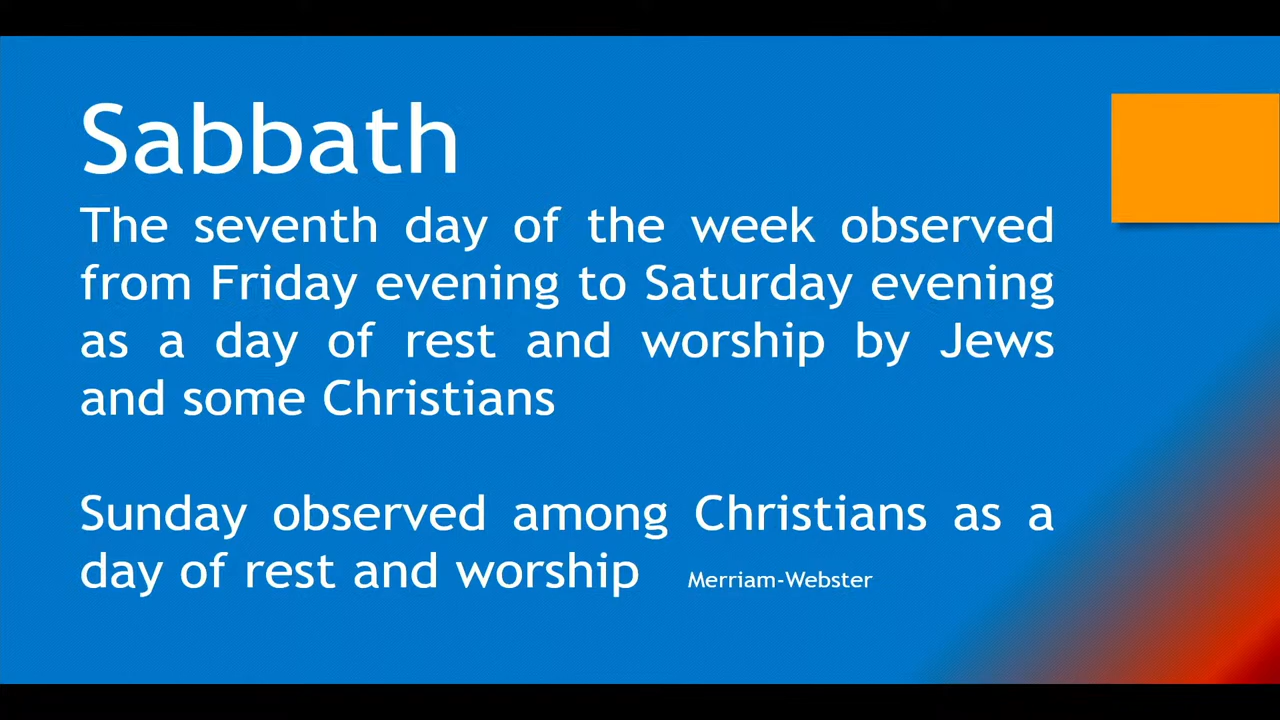 Sabbath
The seventh day of the week observed
from Friday evening to Saturday evening
as a day of rest and worship by Jews
and some Christians
Sunday observed among Christians as a
day of rest and worship Merriam-Webster